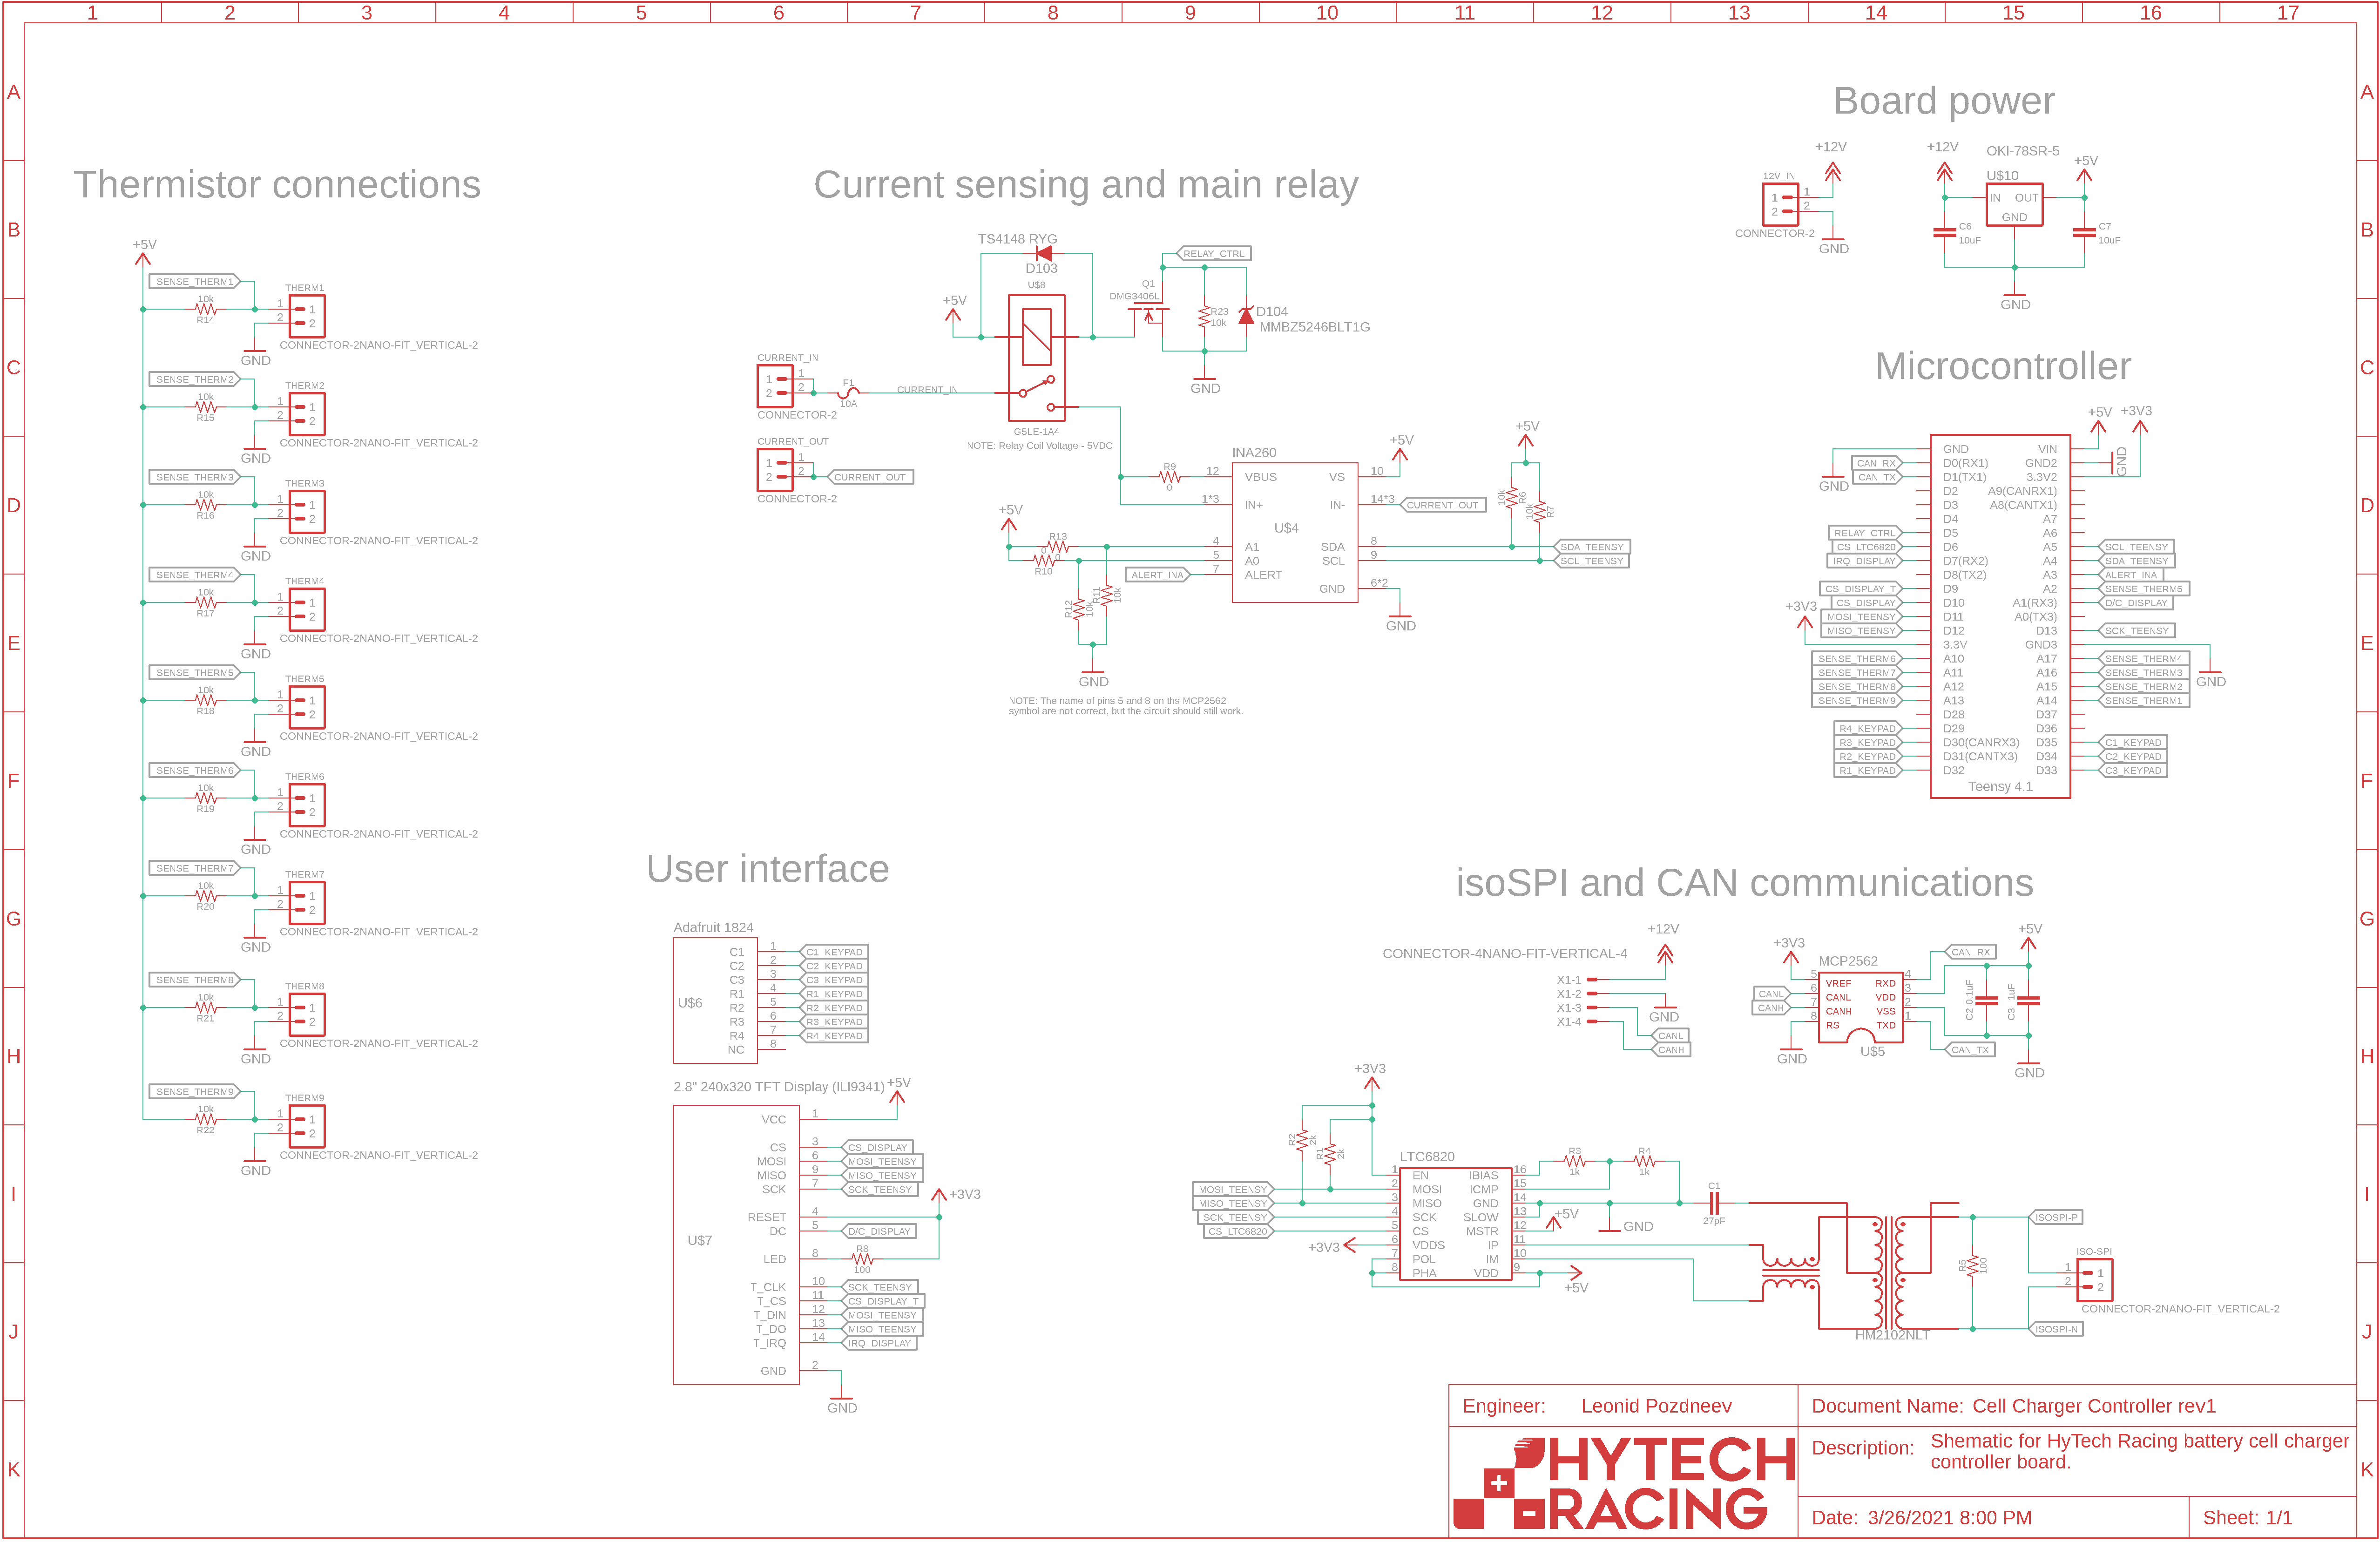 1 2 3 4 5 6 7 8 9 10 11 12 13 14 15 16 17
A
B
C
D
E
F
G
H
I
J
K
Thermistor connections
+5V
SENSE_THERM1
10k
R14
THERM1
1 1
2 2
GND
CONNECTOR-2NANO-FIT_VERTICAL-2
SENSE_THERM2
10k
R15
THERM2
1 1
2 2
GND
CONNECTOR-2NANO-FIT_VERTICAL-2
SENSE_THERM3
10k
R16
THERM3
1 1
2 2
GND
CONNECTOR-2NANO-FIT_VERTICAL-2
SENSE_THERM4
10k
R17
THERM4
1 1
2 2
GND
CONNECTOR-2NANO-FIT_VERTICAL-2
SENSE_THERM5
10k
R18
THERM5
1 1
2 2
GND
CONNECTOR-2NANO-FIT_VERTICAL-2
SENSE_THERM6
10k
R19
THERM6
1 1
2 2
GND
CONNECTOR-2NANO-FIT_VERTICAL-2
SENSE_THERM7
10k
R20
THERM7
1 1
2 2
GND
CONNECTOR-2NANO-FIT_VERTICAL-2
SENSE_THERM8
10k
R21
THERM8
1 1
2 2
GND
CONNECTOR-2NANO-FIT_VERTICAL-2
SENSE_THERM9
10k
R22
THERM9
1 1
2 2
GND
CONNECTOR-2NANO-FIT_VERTICAL-2
Current sensing and main relay
TS4148 RYG
D103
U$8
+5V
RELAY_CTRL
Q1
DMG3406L
R23
10k
D104
MMBZ5246BLT1G
GND
CURRENT_IN
1 1
2 2
CONNECTOR-2
F1
10A
CURRENT_IN
G5LE-1A4
NOTE: Relay Coil Voltage - 5VDC
CURRENT_OUT
1 1
2 2
CURRENT_OUT
CONNECTOR-2
INA260
R9
0
12 VBUS VS 10
+5V
1*3 IN+ IN- 14*3
CURRENT_OUT
U$4
+5V
R13
0
0
R10
4 A1 SDA 8
5 A0 SCL 9
7 ALERT
GND 6*2
ALERT_INA
R12
10k
R11
10k
GND
GND
+5V
10k
R6
10k
R7
SDA_TEENSY
SCL_TEENSY
NOTE: The name of pins 5 and 8 on ths MCP2562
symbol are not correct, but the circuit should still work.
Board power
12V_IN
1 1
2 2
CONNECTOR-2
+12V
GND
+12V
OKI-78SR-5
U$10
IN OUT
GND
+5V
C6
10uF
C7
10uF
GND
Microcontroller
+5V +3V3
GND
GND VIN
CAN_RX D0(RX1) GND2
GND
CAN_TX D1(TX1) 3.3V2
D2 A9(CANRX1)
D3 A8(CANTX1)
D4 A7
RELAY_CTRL D5 A6
CS_LTC6820 D6 A5 SCL_TEENSY
IRQ_DISPLAY D7(RX2) A4 SDA_TEENSY
D8(TX2) A3 ALERT_INA
CS_DISPLAY_T D9 A2 SENSE_THERM5
CS_DISPLAY D10 A1(RX3) D/C_DISPLAY
+3V3
MOSI_TEENSY D11 A0(TX3)
MISO_TEENSY D12 D13 SCK_TEENSY
3.3V GND3
SENSE_THERM6 A10 A17 SENSE_THERM4
SENSE_THERM7 A11 A16 SENSE_THERM3
GND
SENSE_THERM8 A12 A15 SENSE_THERM2
SENSE_THERM9 A13 A14 SENSE_THERM1
D28 D37
R4_KEYPAD D29 D36
R3_KEYPAD D30(CANRX3) D35 C1_KEYPAD
R2_KEYPAD D31(CANTX3) D34 C2_KEYPAD
R1_KEYPAD D32 D33 C3_KEYPAD
Teensy 4.1
User interface
Adafruit 1824
C1 1 C1_KEYPAD
C2 2 C2_KEYPAD
C3 3 C3_KEYPAD
R1 4 R1_KEYPAD
U$6
R2 5 R2_KEYPAD
R3 6 R3_KEYPAD
R4 7 R4_KEYPAD
NC 8
2.8" 240x320 TFT Display (ILI9341)
+5V
VCC 1
CS 3 CS_DISPLAY
MOSI 6 MOSI_TEENSY
MISO 9 MISO_TEENSY
SCK 7 SCK_TEENSY
+3V3
RESET 4
DC 5 D/C_DISPLAY
U$7
LED 8
R8
100
T_CLK 10 SCK_TEENSY
T_CS 11 CS_DISPLAY_T
T_DIN 12 MOSI_TEENSY
T_DO 13 MISO_TEENSY
T_IRQ 14 IRQ_DISPLAY
GND 2
GND
isoSPI and CAN communications
CONNECTOR-4NANO-FIT-VERTICAL-4
+12V
X1-1
X1-2
X1-3
X1-4
GND
CANL
CANH
+3V3
MCP2562
5 VREF RXD 4
6 CANL VDD 3
7 CANH VSS 2
8 RS TXD 1
CANL
CANH
GND
U$5
CAN_RX
CAN_TX
+5V
C2 0.1uF
C3 1uF
GND
+3V3
R2
2k
R1
2k
LTC6820
1 EN IBIAS 16
MOSI_TEENSY 2 MOSI ICMP 15
MISO_TEENSY 3 MISO GND 14
SCK_TEENSY 4 SCK SLOW 13
CS_LTC6820 5 CS MSTR 12
+3V3 6 VDDS IP 11
7 POL IM 10
8 PHA VDD 9
R3
1k
R4
1k
C1
27pF
+5V
GND
+5V
HM2102NLT
R5
100
ISOSPI-P
ISOSPI-N
ISO-SPI
1 1
2 2
CONNECTOR-2NANO-FIT_VERTICAL-2
Engineer: Leonid Pozdneev
Document Name: Cell Charger Controller rev1
HYTECH
RACING
Description: Shematic for HyTech Racing battery cell charger
controller board.
Date: 3/26/2021 8:00 PM
Sheet: 1/1
A
B
C
D
E
F
G
H
I
J
K